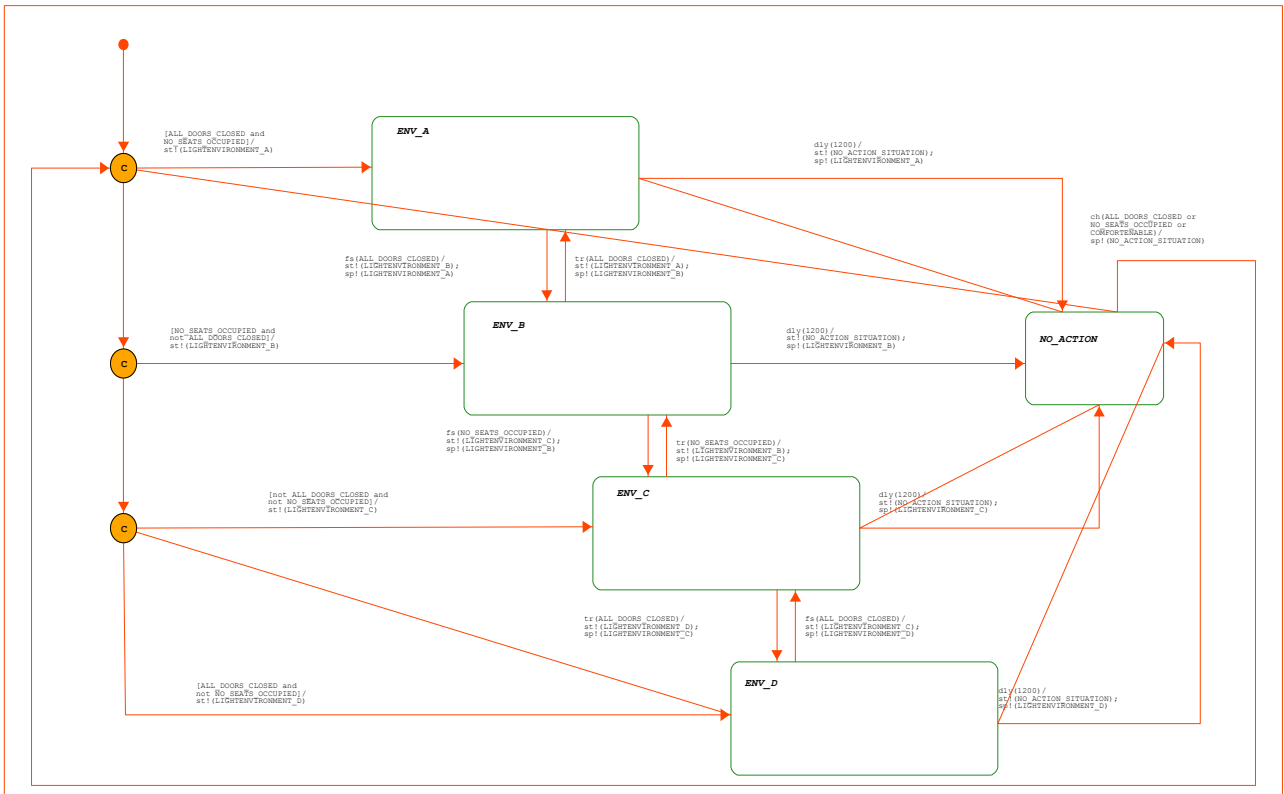 [ALL_DOORS_CLOSED and
NO_SEATS_OCCUPIED]/
st!(LIGHTENVIRONMENT_A)
ENV_A
dly(1200)/
st!(NO_ACTION_SITUATION);
sp!(LIGHTENVIRONMENT_A)
C
ch(ALL_DOORS_CLOSED or
NO_SEATS_OCCUPIED or
COMFORTENABLE)/
sp!(NO_ACTION_SITUATION)
fs(ALL_DOORS_CLOSED)/
st!(LIGHTENVIRONMENT_B);
sp!(LIGHTENVIRONMENT_A)
tr(ALL_DOORS_CLOSED)/
st!(LIGHTENVIRONMENT_A);
sp!(LIGHTENVIRONMENT_B)
[NO_SEATS_OCCUPIED and
not ALL_DOORS_CLOSED]/
st!(LIGHTENVIRONMENT_B)
ENV_B
dly(1200)/
st!(NO_ACTION_SITUATION);
sp!(LIGHTENVIRONMENT_B)
NO_ACTION
C
fs(NO_SEATS_OCCUPIED)/
st!(LIGHTENVIRONMENT_C);
sp!(LIGHTENVIRONMENT_B)
tr(NO_SEATS_OCCUPIED)/
st!(LIGHTENVIRONMENT_B);
sp!(LIGHTENVIRONMENT_C)
[not ALL_DOORS_CLOSED and
not NO_SEATS_OCCUPIED]/
st!(LIGHTENVIRONMENT_C)
ENV_C
dly(1200)/
st!(NO_ACTION_SITUATION);
sp!(LIGHTENVIRONMENT_C)
C
tr(ALL_DOORS_CLOSED)/
st!(LIGHTENVIRONMENT_D);
sp!(LIGHTENVIRONMENT_C)
fs(ALL_DOORS_CLOSED)/
st!(LIGHTENVIRONMENT_C);
sp!(LIGHTENVIRONMENT_D)
[ALL_DOORS_CLOSED and
not NO_SEATS_OCCUPIED]/
st!(LIGHTENVIRONMENT_D)
ENV_D
dly(1200)/
st!(NO_ACTION_SITUATION);
sp!(LIGHTENVIRONMENT_D)